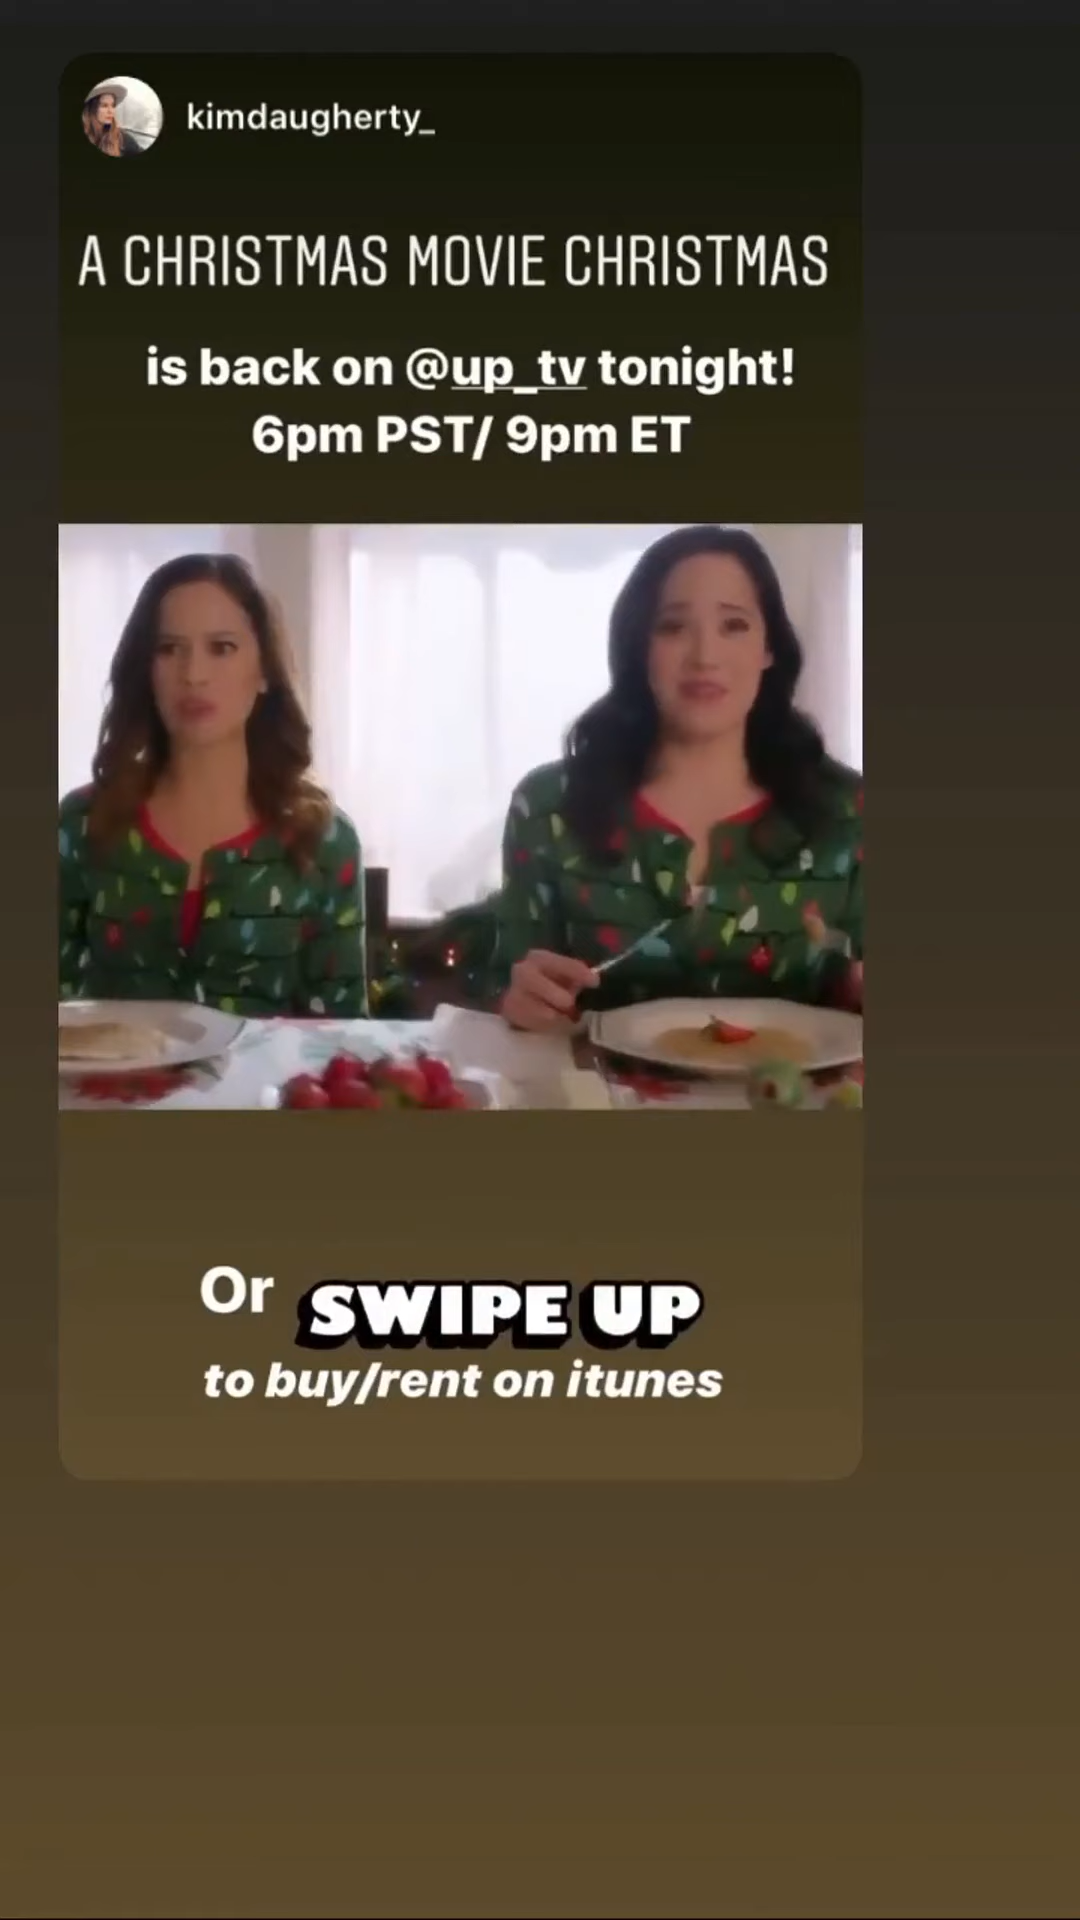 kimdaugherty_
A CHRISTMAS MOVIE CHRISTMAS
is back on @up_tv tonight!
6pm PST/ 9pm ET
Or SWIPE UP
to buy/rent on itunes